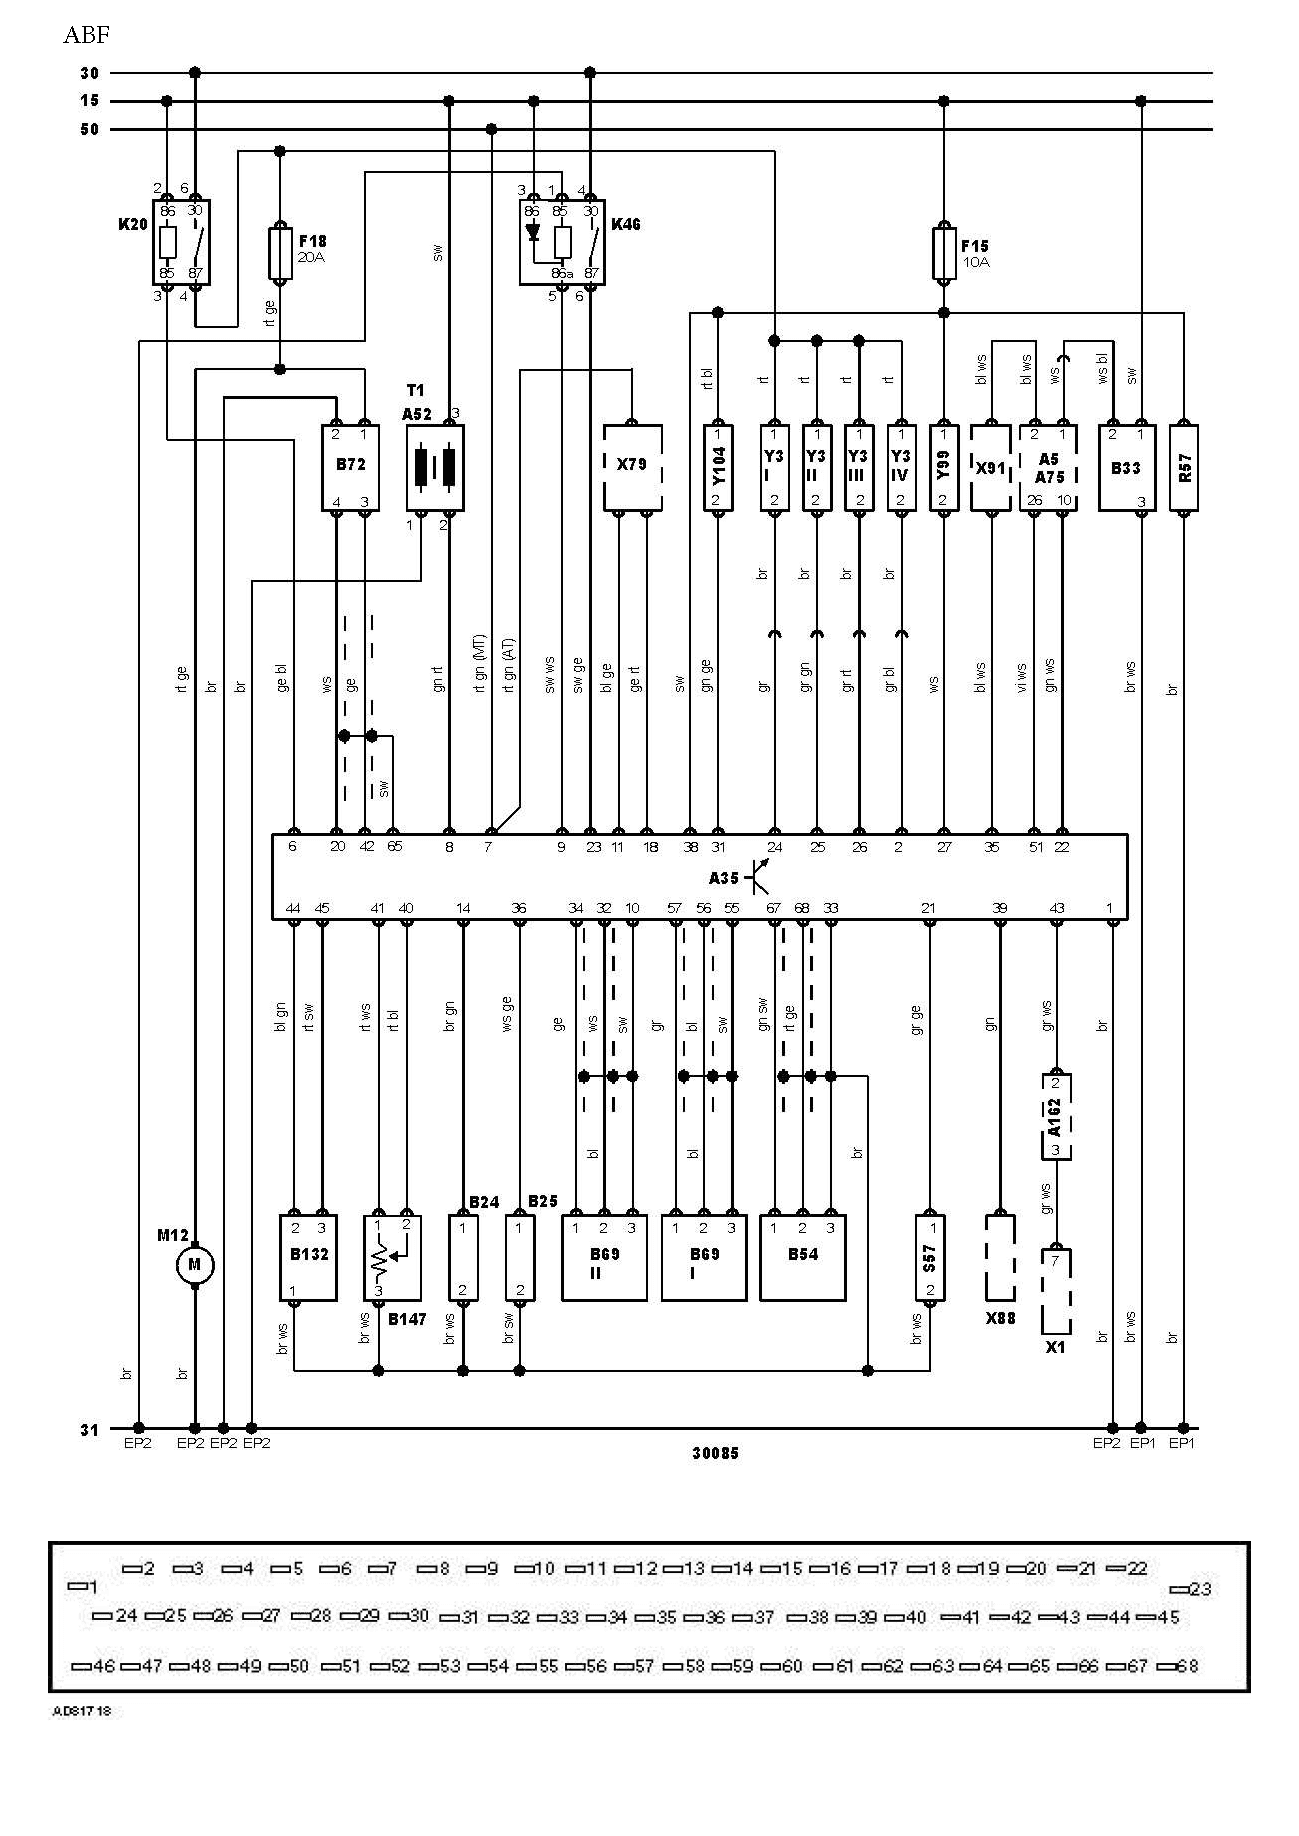 ABF
30
15
50
2 6 3 1 4
86 30 86 85 30
K20 K46
F18 F15
20A 10A
sw
85 87 86a 87
3 4 5 6
rt ge
rt bl rt rt rt rt bl ws bl ws ws ws bl sw
T1
A52 3
2 1 1 1 1 1 1 1 2 1 2 1
B72 X79 Y104 Y3 I Y3 II Y3 III Y3 IV Y99 X91 A5 A75 B33 R57
4 3 2 2 2 2 2 2 26 10 3
1 2
br br br br
rt ge br br ge bl ws ge gn rt rt gn (MT) rt gn (AT) sw ws sw ge bl ge ge rt sw gn ge gr gr gn gr rt gr bl ws bl ws vi ws gn ws br ws br
sw
6 20 42 65 8 7 9 23 11 18 38 31 24 25 26 2 27 35 51 22
A35
44 45 41 40 14 36 34 32 10 57 56 55 67 68 33 21 39 43 1
bl gn rt sw rt ws rt bl br gn ws ge ge ws sw gr bl sw gn sw rt ge gr ge gn gr ws br
2
A162
3
bl bl br
gr ws
B24 B25
2 3 1 2 1 1 1 2 3 1 2 3 1 2 3 1
M12
M B132 B69 II B69 I B54 S57 7
1 3 2 2 2
B147 X88
X1
br ws br ws br ws br sw br ws br br ws br
br br
31
EP2 EP2 EP2 EP2 EP2 EP1 EP1
30085
2 3 4 5 6 7 8 9 10 11 12 13 14 15 16 17 18 19 20 21 22
1 23
24 25 26 27 28 29 30 31 32 33 34 35 36 37 38 39 40 41 42 43 44 45
46 47 48 49 50 51 52 53 54 55 56 57 58 59 60 61 62 63 64 65 66 67 68
AD81718